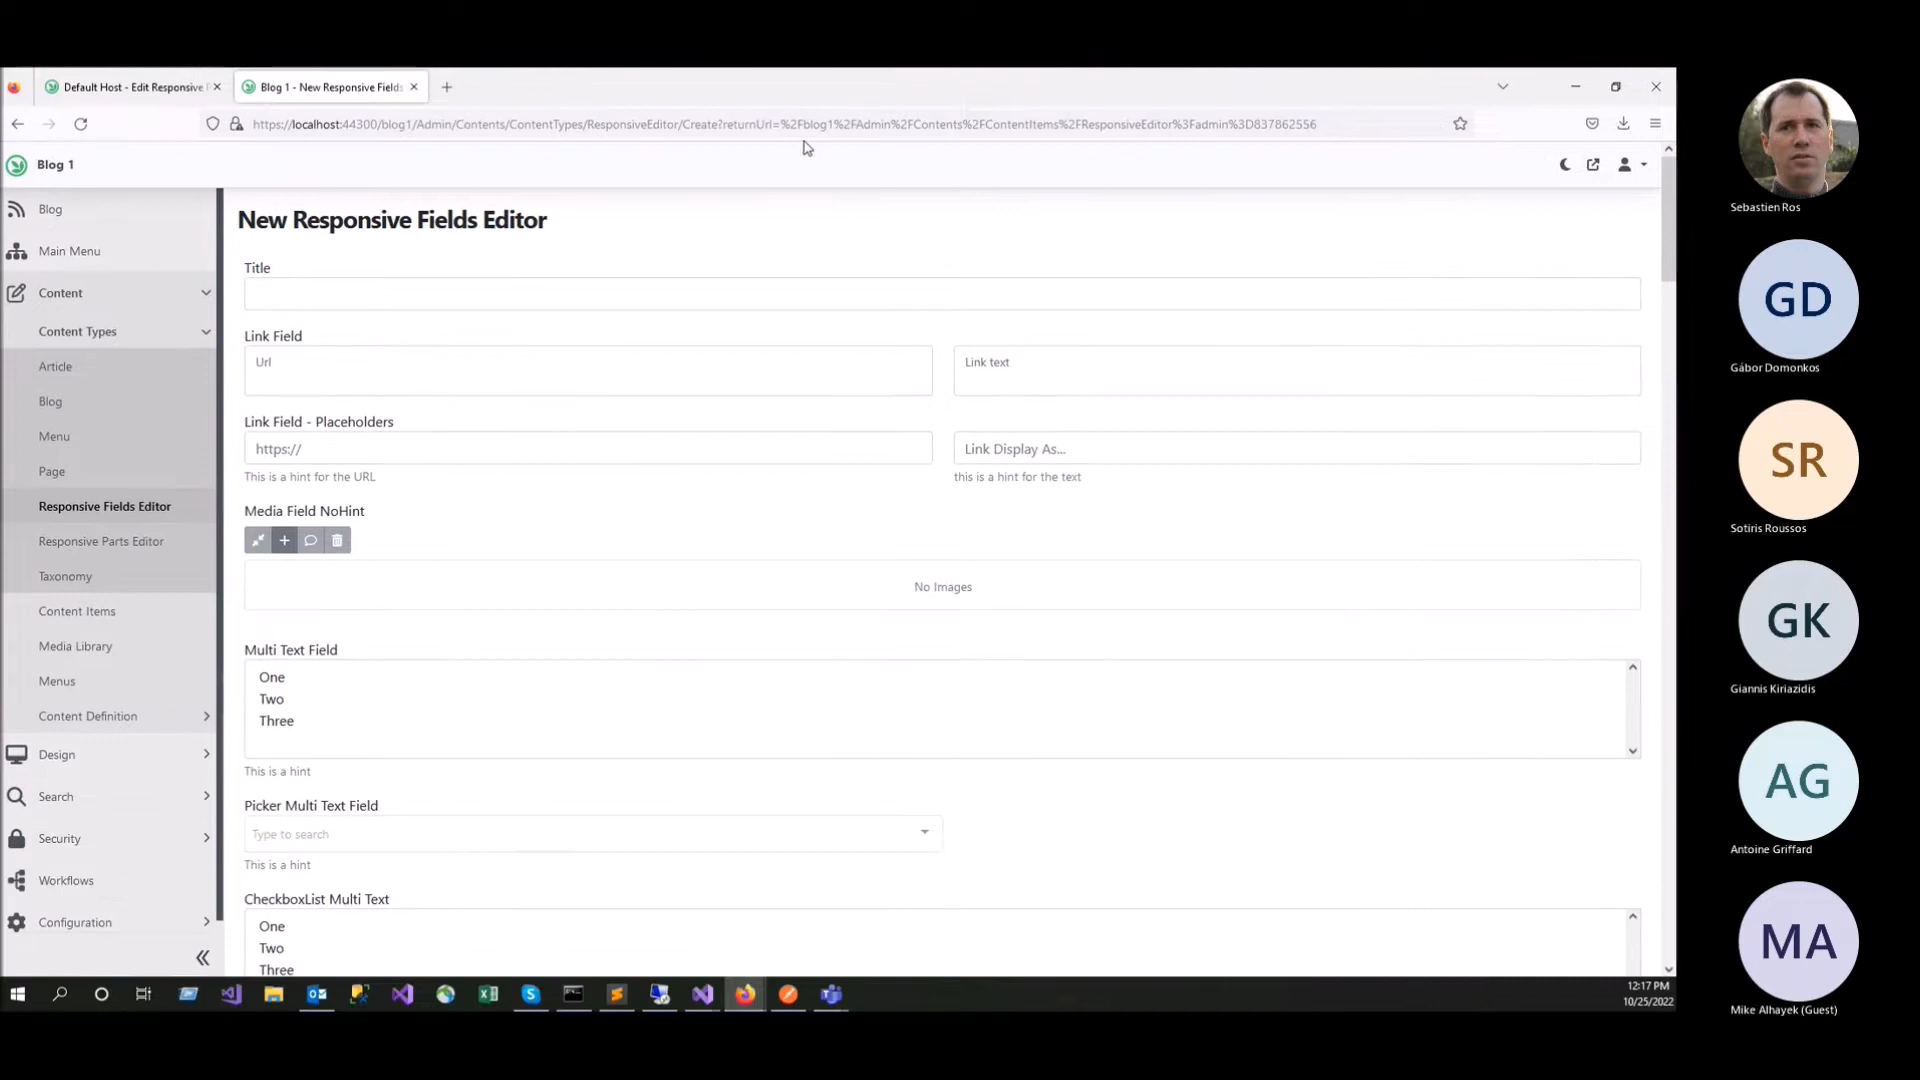 Default Host - Edit Responsive
Blog 1 - New Responsive Fields
https://localhost:44300/blog1/Admin/Contents/ContentTypes/ResponsiveEditor/Create?returnUrl=%2Fblog1%2FAdmin%2FContents%2FContentItems%2FResponsiveEditor%3Fadmin%3D837862556
Blog 1
Blog
Main Menu
Content
Content Types
Article
Blog
Menu
Page
Responsive Fields Editor
Responsive Parts Editor
Taxonomy
Content Items
Media Library
Menus
Content Definition
Design
Search
Security
Workflows
Configuration
New Responsive Fields Editor
Title
Link Field
Url
Link text
Link Field - Placeholders
https://
Link Display As...
This is a hint for the URL
this is a hint for the text
Media Field NoHint
No Images
Multi Text Field
One
Two
Three
This is a hint
Picker Multi Text Field
Type to search
This is a hint
CheckboxList Multi Text
One
Two
Three
12:17 PM
10/25/2022
Sebastien Ros
GD
Gábor Domonkos
SR
Sotiris Roussos
GK
Giannis Kiriazidis
AG
Antoine Griffard
MA
Mike Alhayek (Guest)